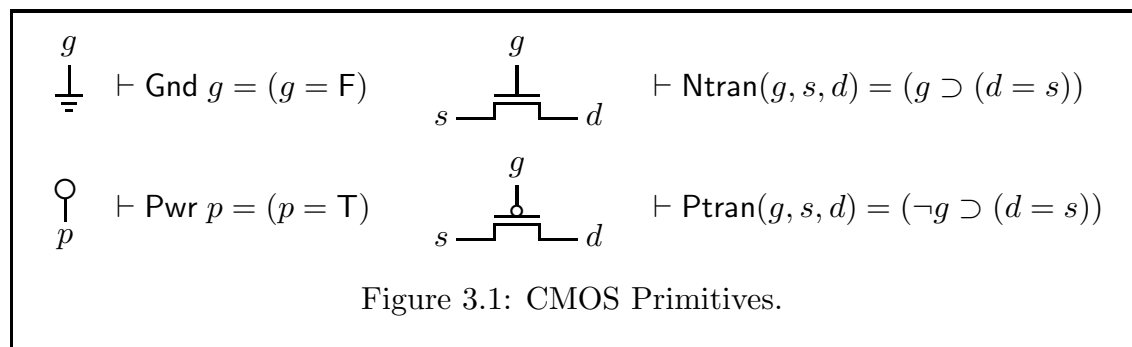 g
⊢ Gnd g = (g = F)
g
s d
⊢ Ntran(g, s, d) = (g ⊃ (d = s))
p
⊢ Pwr p = (p = T)
g
s d
⊢ Ptran(g, s, d) = (¬g ⊃ (d = s))
Figure 3.1: CMOS Primitives.